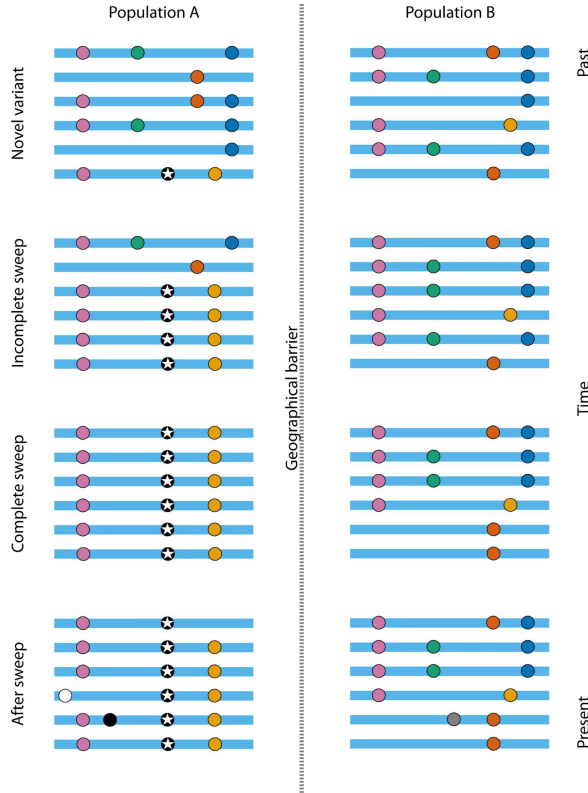 Population A
Population B
Novel variant
Past
Incomplete sweep
Geographical barrier
Time
Complete sweep
After sweep
Present